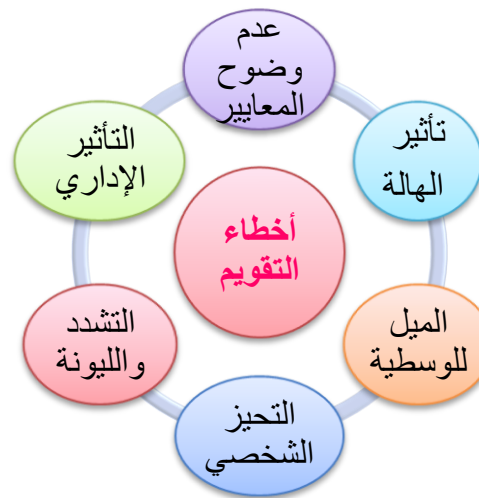 عدم
وضوح
المعايير
تأثير
الهالة
الميل
للوسطية
التحيز
الشخصي
التشدد
والليونة
التأثير
الإداري
أخطاء
التقويم